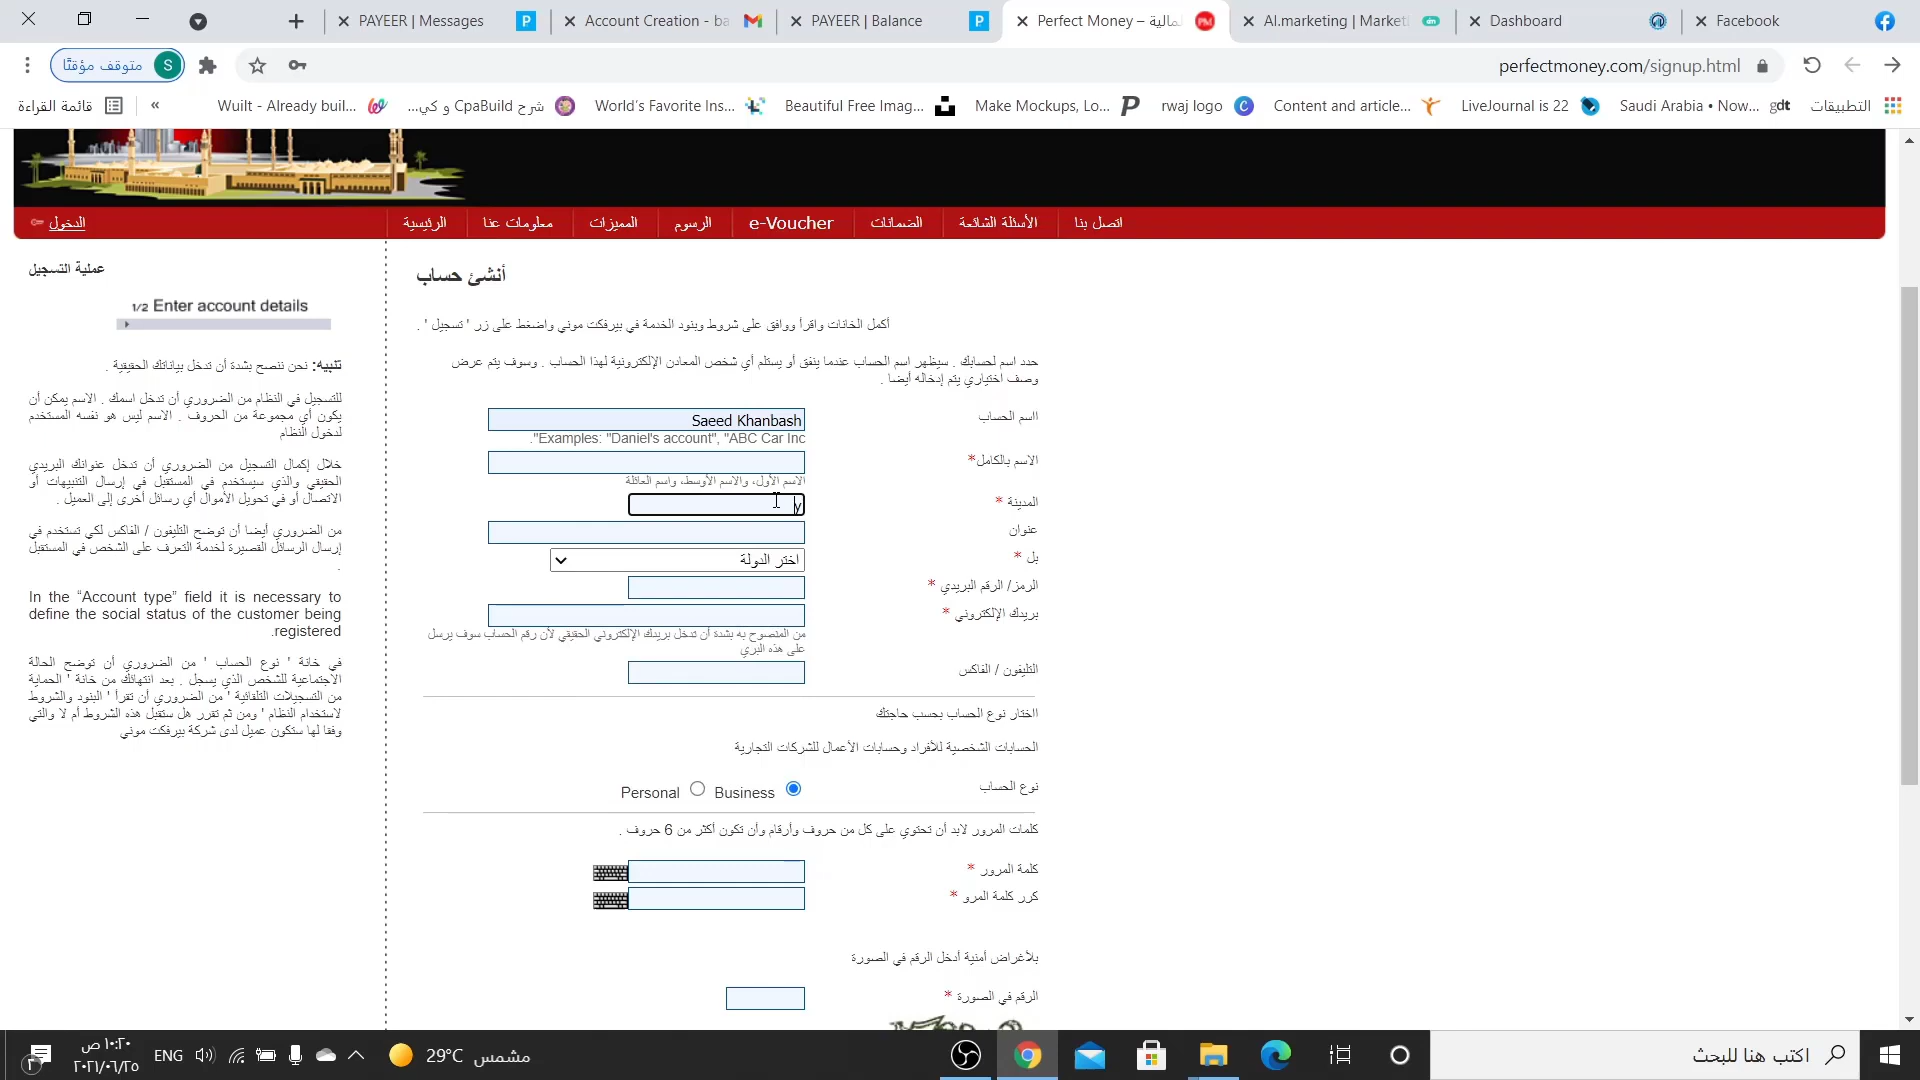 PAYEER | Messages
Account Creation - ba
PAYEER | Balance
Perfect Money – المالية
AI.marketing | Marketi
Dashboard
Facebook
متوقف مؤقتًا
S
perfectmoney.com/signup.html
قائمة القراءة
«
Wuilt - Already buil...
شرح CpaBuild و كي...
World's Favorite Ins...
Beautiful Free Imag...
Make Mockups, Lo...
rwaj logo
Content and article...
LiveJournal is 22
Saudi Arabia • Now...
gdt
التطبيقات
الدخول
الرئيسية
معلومات عنا
المميزات
الرسوم
e-Voucher
الضمانات
الأسئلة الشائعة
اتصل بنا
عملية التسجيل
1/2 Enter account details
تنبيه: نحن ننصح بشدة أن تدخل بياناتك الحقيقية .
للتسجيل في النظام من الضروري أن تدخل اسمك . الاسم يمكن أن
يكون أي مجموعة من الحروف . الاسم ليس هو نفسه المستخدم
لدخول النظام
خلال إكمال التسجيل من الضروري أن تدخل عنوانك البريدي
الحقيقي والذي سيستخدم في المستقبل في إرسال التنبيهات أو
الاتصال أو في تحويل الأموال أي رسائل أخرى إلى العميل .
من الضروري أيضا أن توضح التليفون / الفاكس لكي تستخدم في
إرسال الرسائل القصيرة لخدمة التعرف على الشخص في المستقبل
.
In the “Account type” field it is necessary to
define the social status of the customer being
.registered
في خانة ' نوع الحساب ' من الضروري أن توضح الحالة
الاجتماعية للشخص الذي يسجل . بعد انتهائك من خانة ' الحماية
من التسجيلات التلقائية ' من الضروري أن تقرأ ' البنود والشروط
لاستخدام النظام ' ومن ثم تقرر هل ستقبل هذه الشروط أم لا والتي
وفقا لها ستكون عميل لدى شركة بيرفكت موني
أنشئ حساب
أكمل الخانات واقرأ ووافق على شروط وبنود الخدمة في بيرفكت موني واضغط على زر ' تسجيل ' .
حدد اسم لحسابك . سيظهر اسم الحساب عندما ينفق أو يستلم أي شخص المعادن الإلكترونية لهذا الحساب . وسوف يتم عرض
وصف اختياري يتم إدخاله أيضا .
ااسم الحساب
Saeed Khanbash
."Examples: "Daniel's account", "ABC Car Inc
الاسم بالكامل*
الاسم الأول، والاسم الأوسط، واسم العائلة
المدينة *
y
عنوان
بل *
اختر الدولة
الرمز/ الرقم البريدي *
بريدك الإلكتروني *
من المنصوح به بشدة أن تدخل بريدك الإلكتروني الحقيقي لأن رقم الحساب سوف يرسل
على هذه البري
التليفون / الفاكس
ااختار نوع الحساب بحسب حاجتك
الحسابات الشخصية للأفراد وحسابات الأعمال للشركات التجارية
نوع الحساب
Business
Personal
كلمات المرور لابد أن تحتوي على كل من حروف وأرقام وأن تكون أكثر من 6 حروف .
كلمة المرور *
كرر كلمة المرو *
بلأغراض أمنية أدخل الرقم في الصورة
الرقم في الصورة *
١٠:٢٠ ص
٢٠٢١/٠٦/٢٥
ENG
29°C مشمس
اكتب هنا للبحث